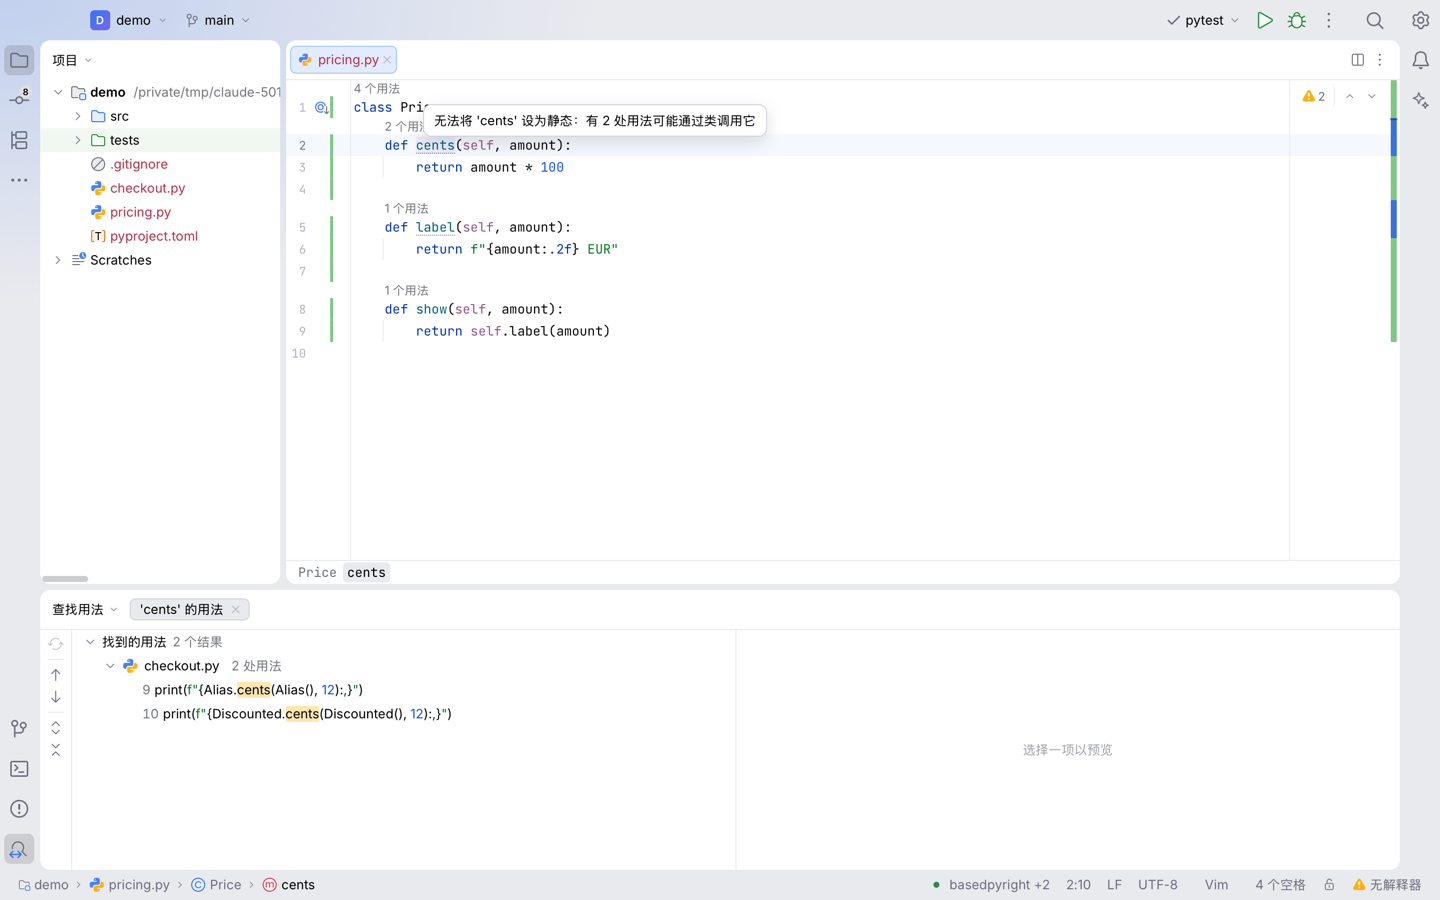 D demo main pytest
项目
demo /private/tmp/claude-501
src
tests
.gitignore
checkout.py
pricing.py
pyproject.toml
Scratches
8
pricing.py
2
4 个用法
1 class Pri
无法将 'cents' 设为静态：有 2 处用法可能通过类调用它
2 个用
2 def cents(self, amount):
3 return amount * 100
4
1 个用法
5 def label(self, amount):
6 return f"{amount:.2f} EUR"
7
1 个用法
8 def show(self, amount):
9 return self.label(amount)
10
Price cents
查找用法 'cents' 的用法
找到的用法 2 个结果
checkout.py 2 处用法
9 print(f"{Alias.cents(Alias(), 12):,}")
10 print(f"{Discounted.cents(Discounted(), 12):,}")
选择一项以预览
demo pricing.py Price cents
basedpyright +2 2:10 LF UTF-8 Vim 4 个空格 无解释器